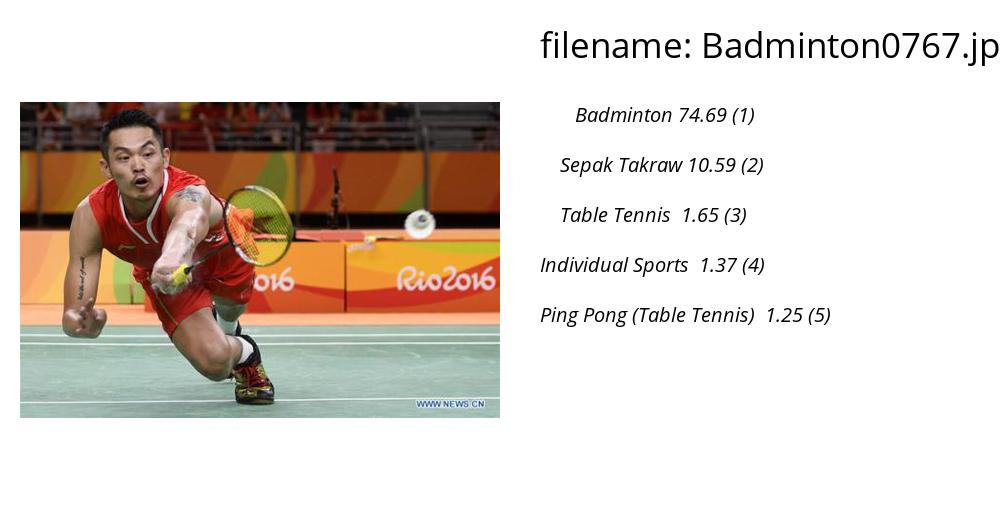 filename: Badminton0767.jp
Badminton 74.69 (1)
Sepak Takraw 10.59 (2)
Table Tennis 1.65 (3)
Individual Sports 1.37 (4)
Ping Pong (Table Tennis) 1.25 (5)
016
Rio2016
WWW.NEWS.CN